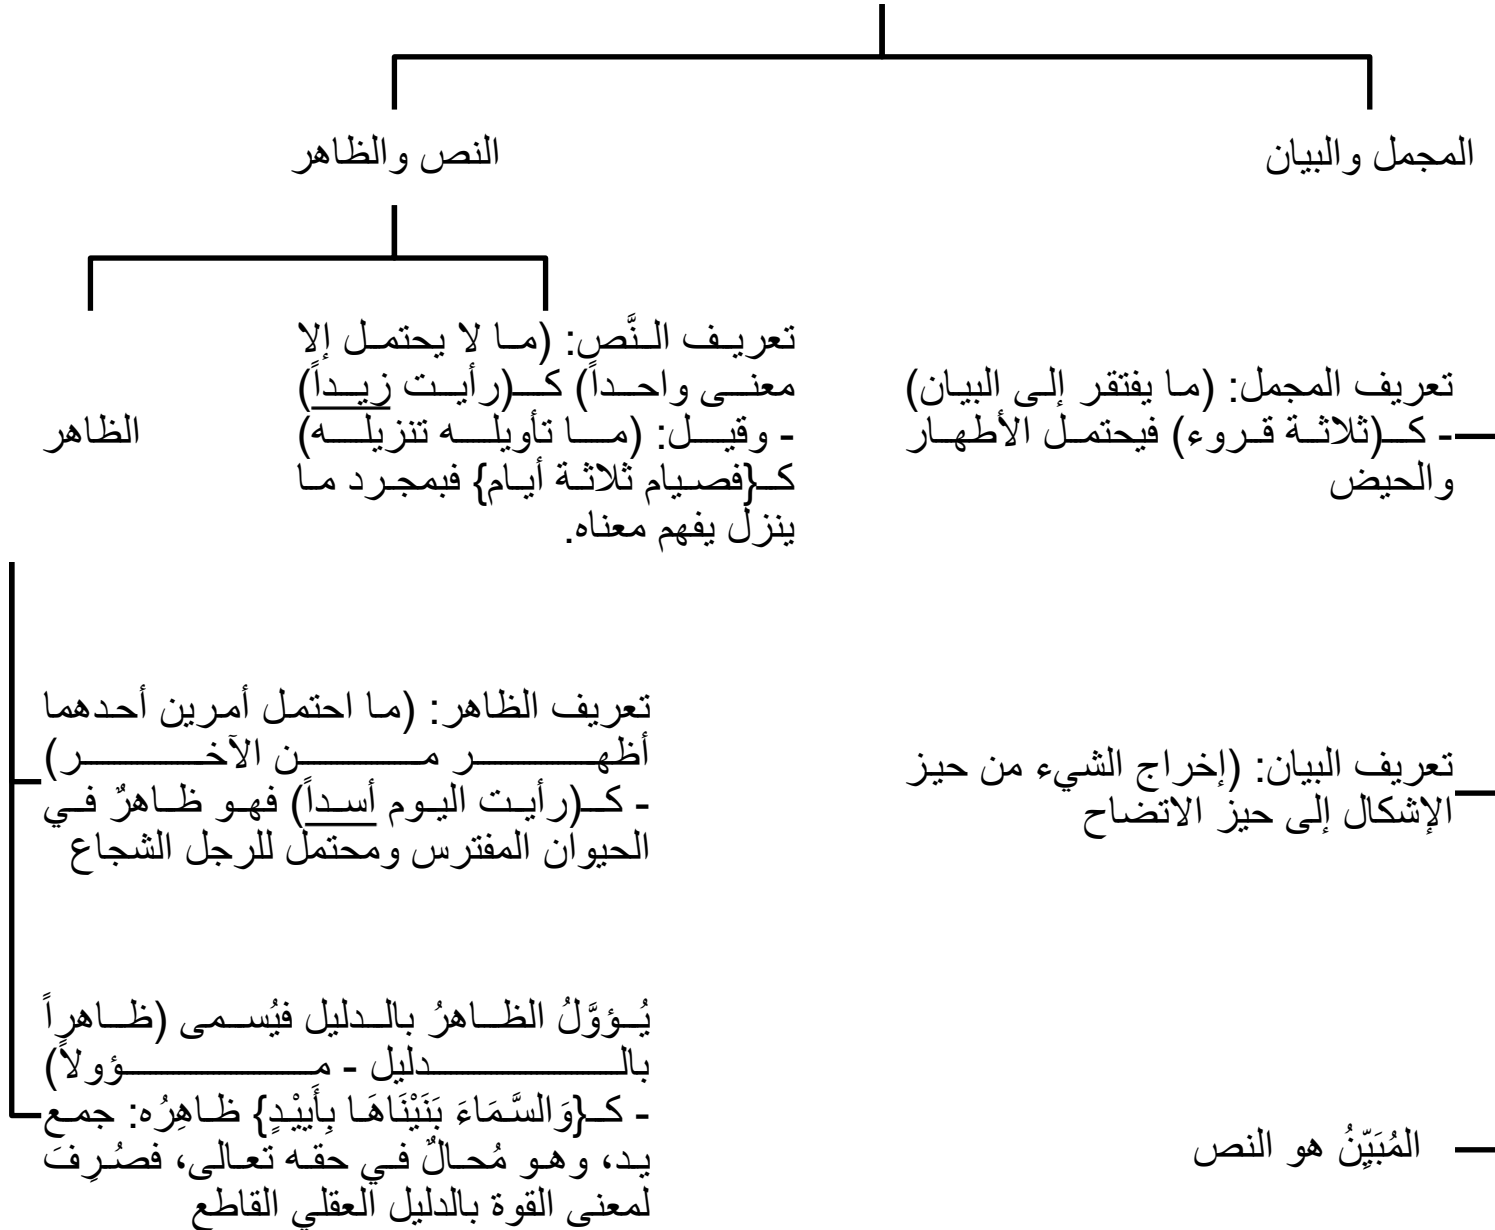 المجمل والبيان
النص والظاهر
تعريف المجمل: (ما يفتقر إلى البيان)
- كـ(ثلاثة قروء) فيحتمل الأطهار
والحيض
تعريف البيان: (إخراج الشيء من حيز
الإشكال إلى حيز الاتضاح
المُبَيِّنُ هو النص
تعريف النَّص: (ما لا يحتمل إلا
معنى واحداً) كـ(رأيت زيداً)
- وقيل: (ما تأويله تنزيله)
كـ{فصيام ثلاثة أيام} فبمجرد ما
ينزل يفهم معناه.
الظاهر
تعريف الظاهر: (ما احتمل أمرين أحدهما
أظهر من الآخر)
- كـ(رأيت اليوم أسداً) فهو ظاهرٌ في
الحيوان المفترس ومحتمل للرجل الشجاع
يُؤوَّلُ الظاهرُ بالدليل فيُسمى (ظاهراً
بالدليل - مؤولاً)
- كـ{وَالسَّمَاءَ بَنَيْنَاهَا بِأَييْدٍ} ظاهِرُه: جمع
يد، وهو مُحالٌ في حقه تعالى، فصُرِفَ
لمعنى القوة بالدليل العقلي القاطع